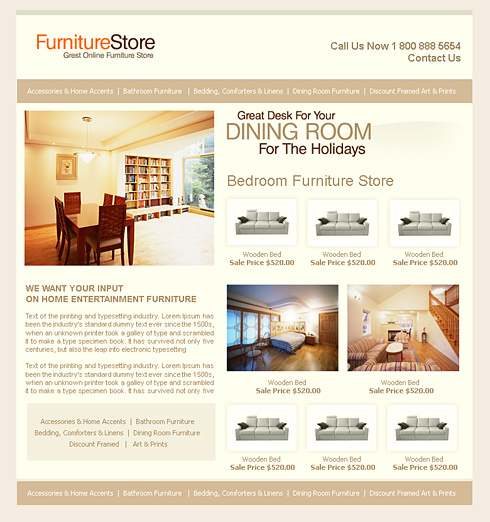 FurnitureStore
Grest Online Furniture Store
Call Us Now 1 800 888 5654
Contact Us
Accessories & Home Accents | Bathroom Furniture | Bedding, Comforters & Linens | Dining Room Furniture | Discount Framed Art & Prints
Great Desk For Your
DINING ROOM
For The Holidays
Bedroom Furniture Store
Wooden Bed
Sale Price $520.00
Wooden Bed
Sale Price $520.00
Wooden Bed
Sale Price $520.00
WE WANT YOUR INPUT
ON HOME ENTERTAINMENT FURNITURE
Text of the printing and typesetting industry. Lorem Ipsum has
been the industry's standard dummy text ever since the 1500s,
when an unknown printer took a galley of type and scrambled
it to make a type specimen book. It has survived not only five
centuries, but also the leap into electronic typesetting
Text of the printing and typesetting industry. Lorem Ipsum has
been the industry's standard dummy text ever since the 1500s,
when an unknown printer took a galley of type and scrambled
it to make a type specimen book. It has survived not only five
Wooden Bed
Sale Price $520.00
Wooden Bed
Sale Price $520.00
Accessories & Home Accents | Bathroom Furniture
Bedding, Comforters & Linens | Dining Room Furniture
Discount Framed | Art & Prints
Wooden Bed
Sale Price $520.00
Wooden Bed
Sale Price $520.00
Wooden Bed
Sale Price $520.00
Accessories & Home Accents | Bathroom Furniture | Bedding, Comforters & Linens | Dining Room Furniture | Discount Framed Art & Prints